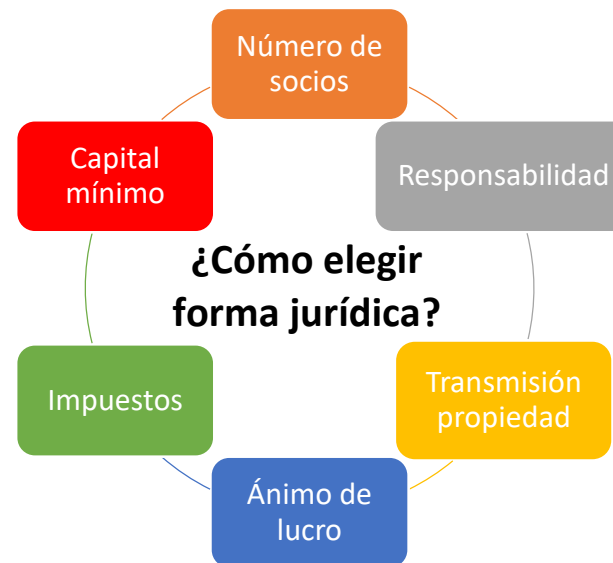 Número de
socios
Capital
mínimo
Responsabilidad
¿Cómo elegir
forma jurídica?
Impuestos
Transmisión
propiedad
Ánimo de
lucro